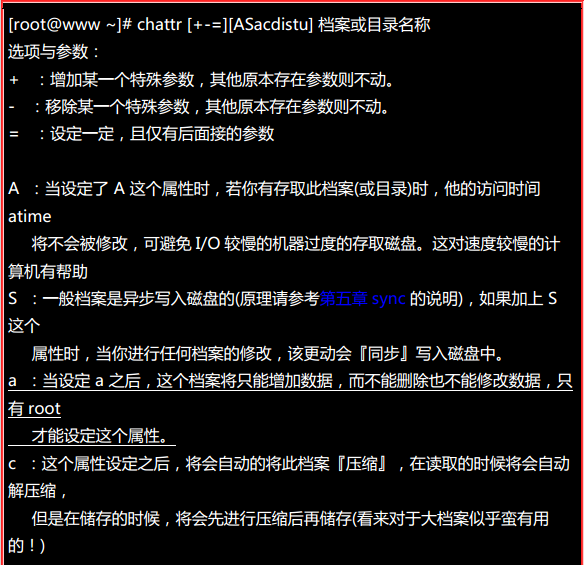 [root@www ~]# chattr [+-=][ASacdistu] 档案或目录名称
选项与参数：
+ ：增加某一个特殊参数，其他原本存在参数则不动。
- ：移除某一个特殊参数，其他原本存在参数则不动。
= ：设定一定，且仅有后面接的参数
A ：当设定了 A 这个属性时，若你有存取此档案(或目录)时，他的访问时间
atime
将不会被修改，可避免 I/O 较慢的机器过度的存取磁盘。这对速度较慢的计
算机有帮助
S ：一般档案是异步写入磁盘的(原理请参考第五章 sync 的说明)，如果加上 S
这个
属性时，当你进行任何档案的修改，该更动会『同步』写入磁盘中。
a ：当设定 a 之后，这个档案将只能增加数据，而不能删除也不能修改数据，只
有 root
才能设定这个属性。
c ：这个属性设定之后，将会自动的将此档案『压缩』，在读取的时候将会自动
解压缩，
但是在储存的时候，将会先进行压缩后再储存(看来对于大档案似乎蛮有用
的！)